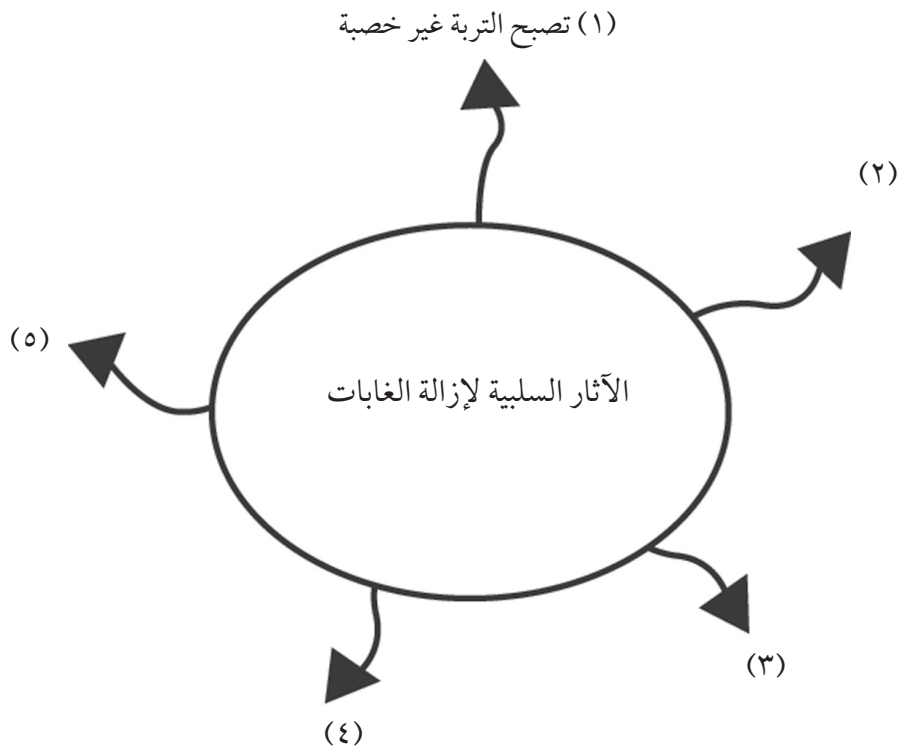 (١) تصبح التربة غير خصبة
(٢)
(٥)
الآثار السلبية لإزالة الغابات
(٣)
(٤)